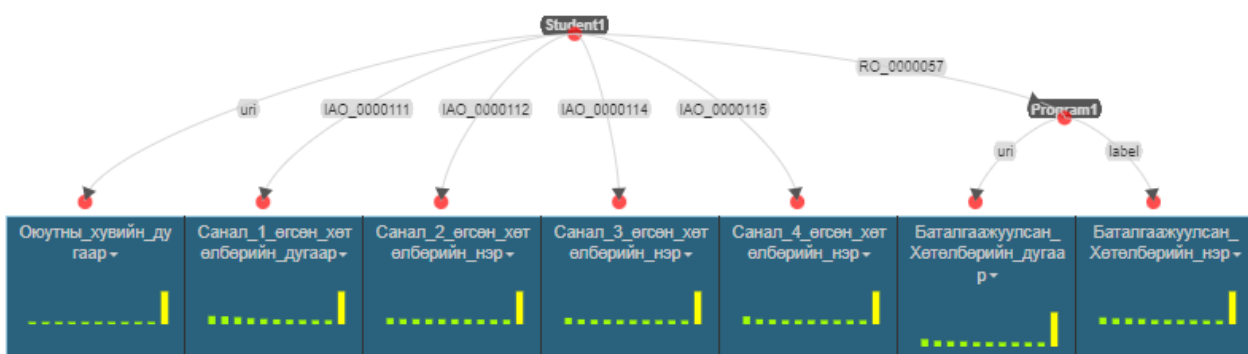 Student1
RO_0000057
uri
IAO_0000111
IAO_0000112
IAO_0000114
IAO_0000115
Program1
uri
label
Оюутны_хувийн_ду
гаар
Санал_1_өгсөн_хөт
өлбөрийн_дугаар
Санал_2_өгсөн_хөт
өлбөрийн_нэр
Санал_3_өгсөн_хөт
өлбөрийн_нэр
Санал_4_өгсөн_хөт
өлбөрийн_нэр
Баталгаажуулсан_
Хөтөлбөрийн_дугаа
р
Баталгаажуулсан_
Хөтөлбөрийн_нэр